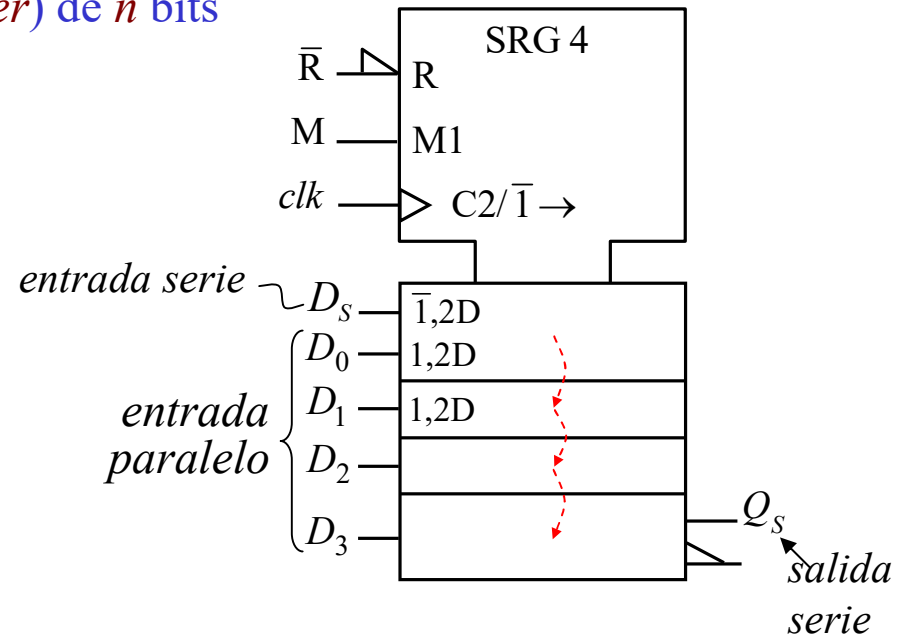 er) de n bits
SRG 4
R̅ R
M M1
clk C2/1̅→
entrada serie
D_S 1̅,2D
D_0 1,2D
D_1 1,2D
entrada paralelo
D_2
D_3
Q_S
salida
serie